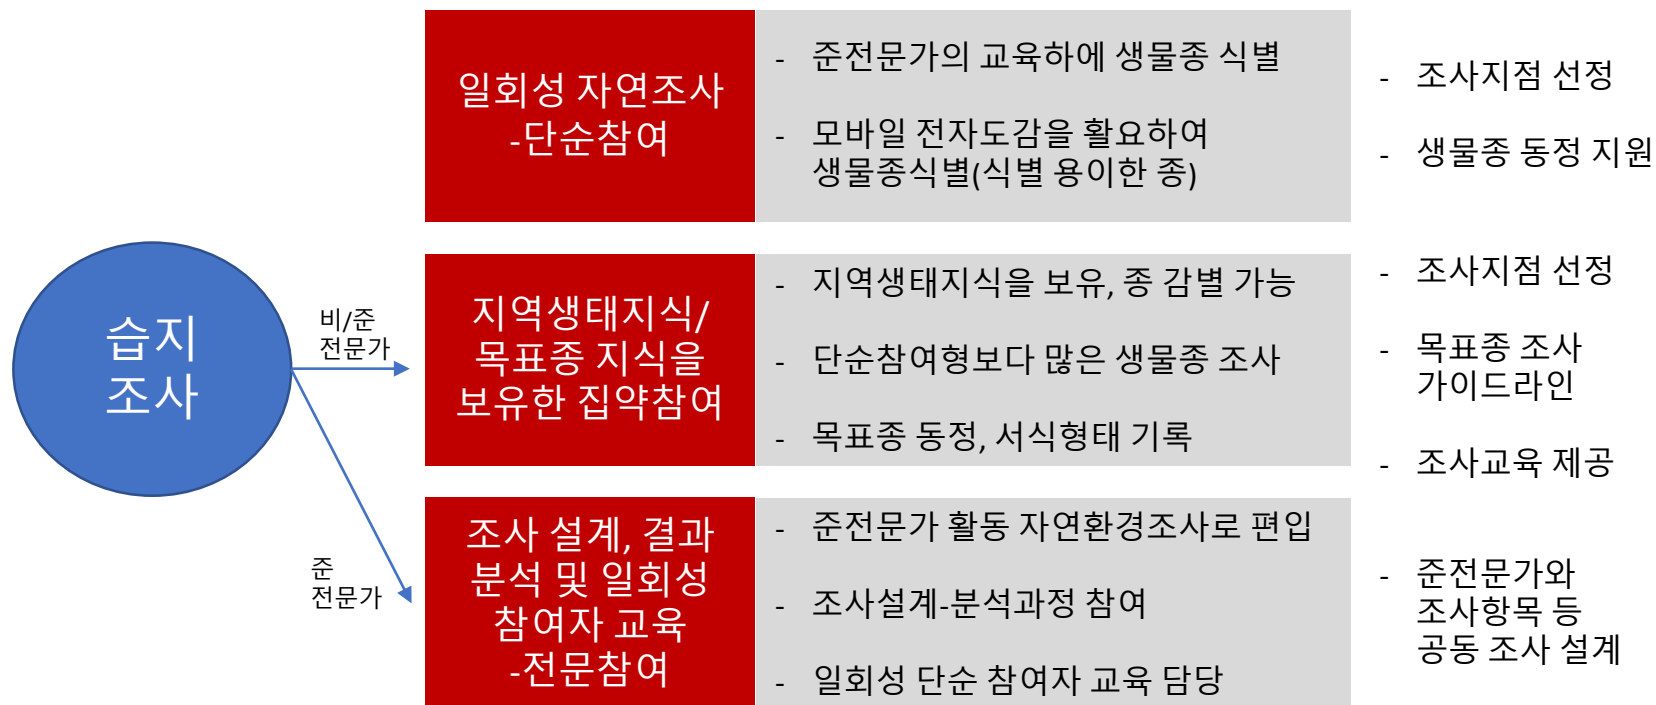 일회성 자연조사
-단순참여
- 준전문가의 교육하에 생물종 식별
- 모바일 전자도감을 활요하여
생물종식별(식별 용이한 종)
- 조사지점 선정
- 생물종 동정 지원
습지
조사
비/준
전문가
지역생태지식/
목표종 지식을
보유한 집약참여
- 지역생태지식을 보유, 종 감별 가능
- 단순참여형보다 많은 생물종 조사
- 목표종 동정, 서식형태 기록
- 조사지점 선정
- 목표종 조사
가이드라인
- 조사교육 제공
준
전문가
조사 설계, 결과
분석 및 일회성
참여자 교육
-전문참여
- 준전문가 활동 자연환경조사로 편입
- 조사설계-분석과정 참여
- 일회성 단순 참여자 교육 담당
- 준전문가와
조사항목 등
공동 조사 설계